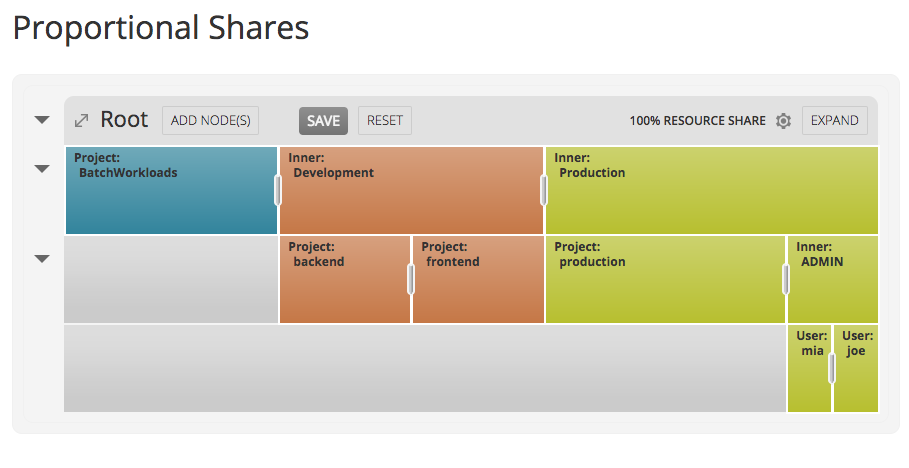 Proportional Shares
Root ADD NODE(S) SAVE RESET 100% RESOURCE SHARE EXPAND
Project:
BatchWorkloads
Inner:
Development
Inner:
Production
Project:
backend
Project:
frontend
Project:
production
Inner:
ADMIN
User:
mia
User:
joe